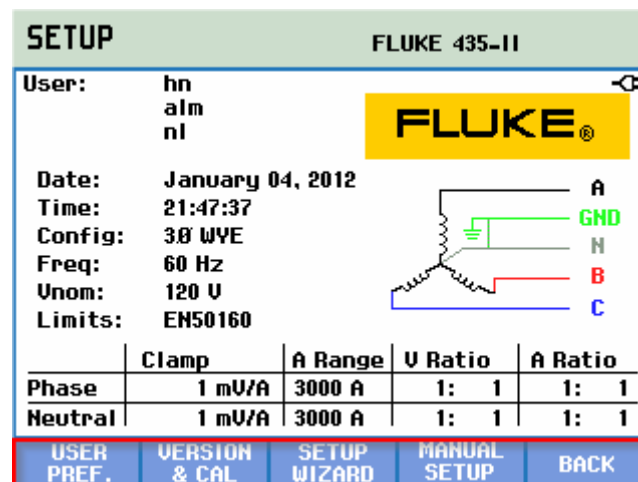 SETUP FLUKE 435-II
User: hn
alm
nl
FLUKE®
Date: January 04, 2012
Time: 21:47:37
Config: 3Ø WYE
Freq: 60 Hz
Vnom: 120 V
Limits: EN50160
A
GND
N
B
C
Clamp A Range V Ratio A Ratio
Phase 1 mV/A 3000 A 1: 1 1: 1
Neutral 1 mV/A 3000 A 1: 1 1: 1
USER PREF. VERSION & CAL SETUP WIZARD MANUAL SETUP BACK